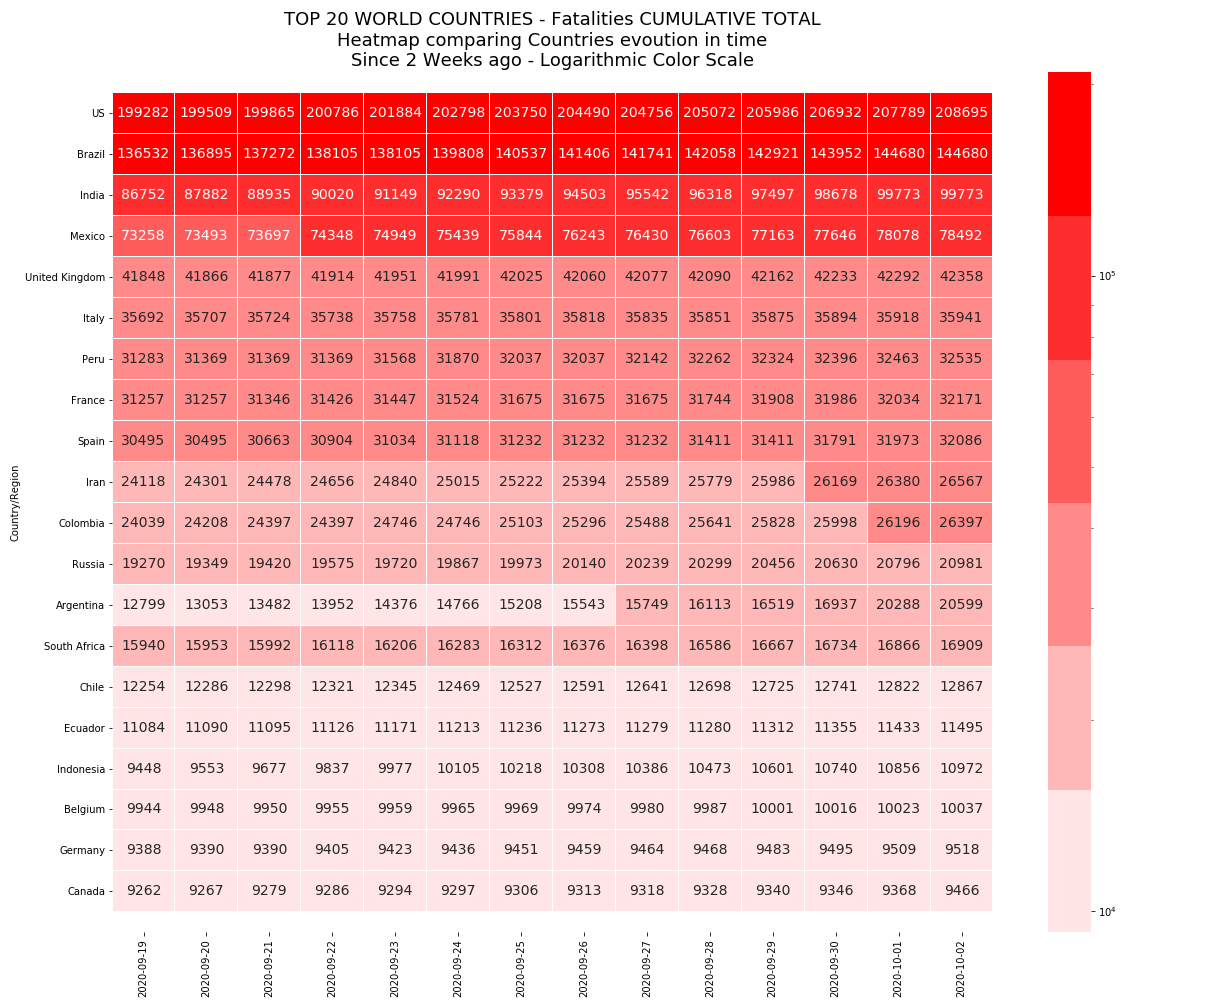 TOP 20 WORLD COUNTRIES - Fatalities CUMULATIVE TOTAL
Heatmap comparing Countries evoution in time
Since 2 Weeks ago - Logarithmic Color Scale
US 199282 199509 199865 200786 201884 202798 203750 204490 204756 205072 205986 206932 207789 208695
Brazil 136532 136895 137272 138105 138105 139808 140537 141406 141741 142058 142921 143952 144680 144680
India 86752 87882 88935 90020 91149 92290 93379 94503 95542 96318 97497 98678 99773 99773
Mexico 73258 73493 73697 74348 74949 75439 75844 76243 76430 76603 77163 77646 78078 78492
United Kingdom 41848 41866 41877 41914 41951 41991 42025 42060 42077 42090 42162 42233 42292 42358
Italy 35692 35707 35724 35738 35758 35781 35801 35818 35835 35851 35875 35894 35918 35941
Peru 31283 31369 31369 31369 31568 31870 32037 32037 32142 32262 32324 32396 32463 32535
France 31257 31257 31346 31426 31447 31524 31675 31675 31675 31744 31908 31986 32034 32171
Spain 30495 30495 30663 30904 31034 31118 31232 31232 31232 31411 31411 31791 31973 32086
Iran 24118 24301 24478 24656 24840 25015 25222 25394 25589 25779 25986 26169 26380 26567
Colombia 24039 24208 24397 24397 24746 24746 25103 25296 25488 25641 25828 25998 26196 26397
Russia 19270 19349 19420 19575 19720 19867 19973 20140 20239 20299 20456 20630 20796 20981
Argentina 12799 13053 13482 13952 14376 14766 15208 15543 15749 16113 16519 16937 20288 20599
South Africa 15940 15953 15992 16118 16206 16283 16312 16376 16398 16586 16667 16734 16866 16909
Chile 12254 12286 12298 12321 12345 12469 12527 12591 12641 12698 12725 12741 12822 12867
Ecuador 11084 11090 11095 11126 11171 11213 11236 11273 11279 11280 11312 11355 11433 11495
Indonesia 9448 9553 9677 9837 9977 10105 10218 10308 10386 10473 10601 10740 10856 10972
Belgium 9944 9948 9950 9955 9959 9965 9969 9974 9980 9987 10001 10016 10023 10037
Germany 9388 9390 9390 9405 9423 9436 9451 9459 9464 9468 9483 9495 9509 9518
Canada 9262 9267 9279 9286 9294 9297 9306 9313 9318 9328 9340 9346 9368 9466
2020-09-19 2020-09-20 2020-09-21 2020-09-22 2020-09-23 2020-09-24 2020-09-25 2020-09-26 2020-09-27 2020-09-28 2020-09-29 2020-09-30 2020-10-01 2020-10-02
Country/Region
10⁵
10⁴